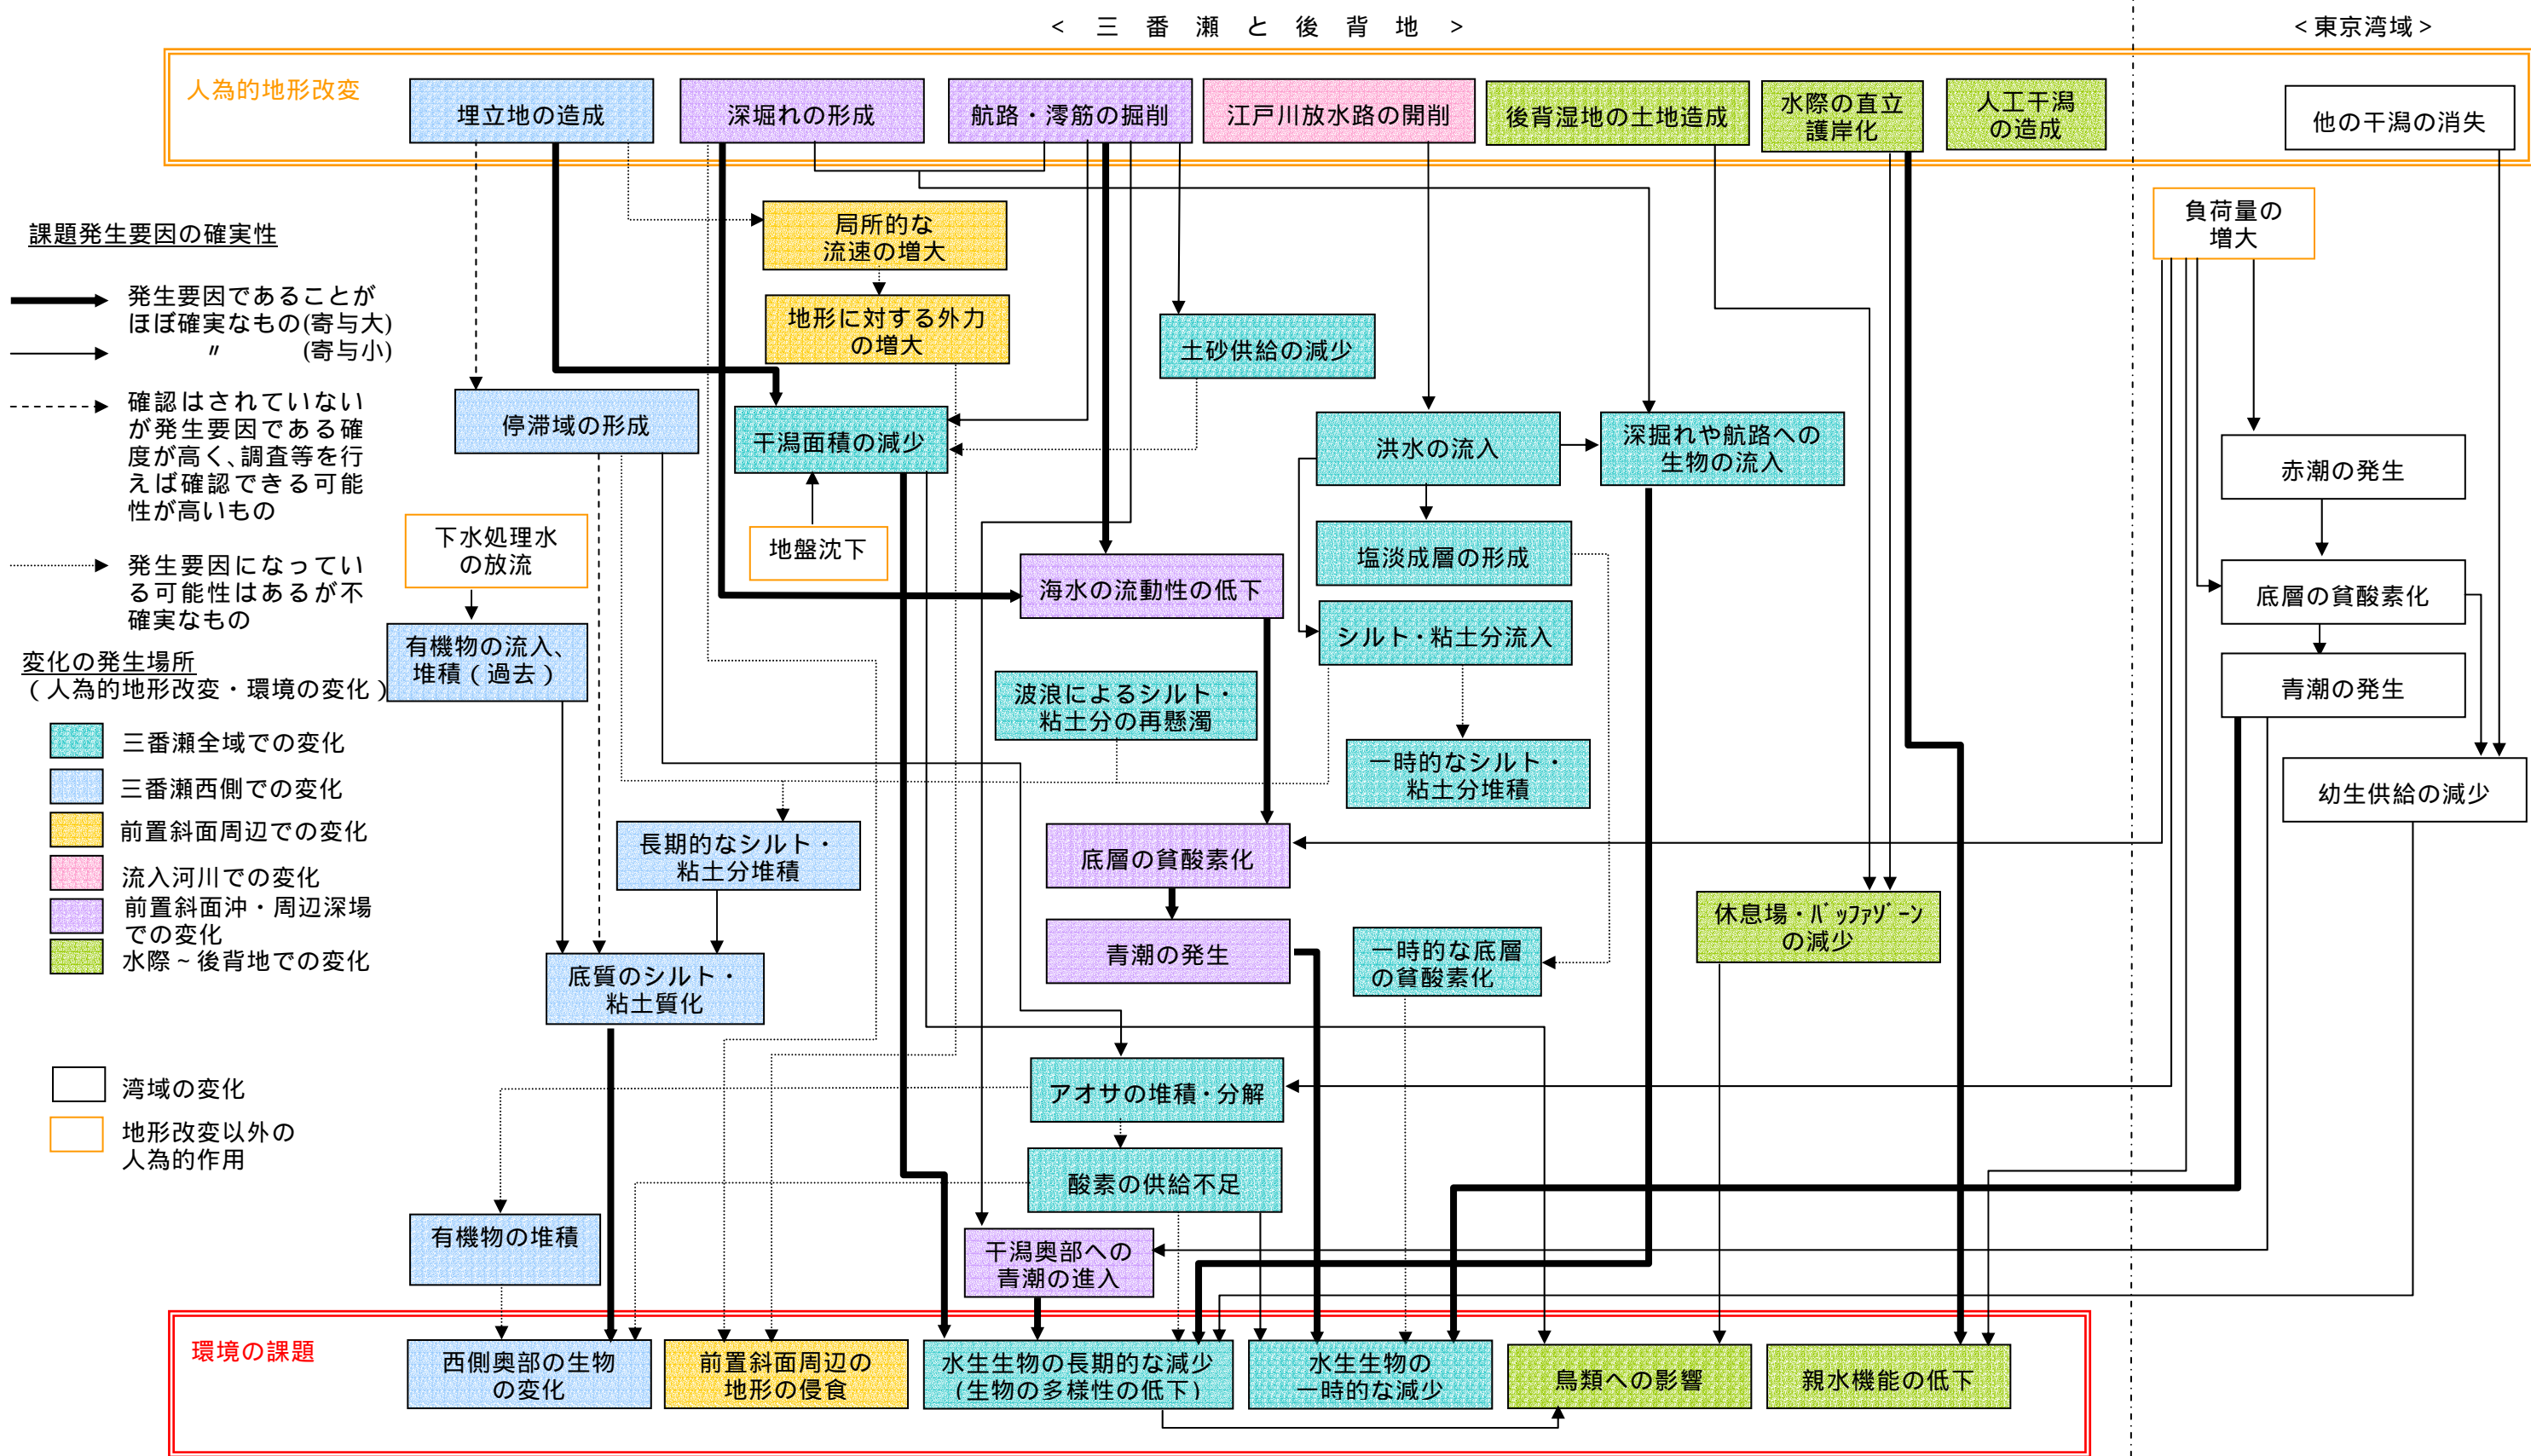 < 三 番 瀬 と 後 背 地 >
<東京湾域>
人為的地形改変
埋立地の造成
深堀れの形成
航路・澪筋の掘削
江戸川放水路の開削
後背湿地の土地造成
水際の直立
護岸化
人工干潟
の造成
他の干潟の消失
負荷量の
増大
課題発生要因の確実性
発生要因であることが
ほぼ確実なもの(寄与大)
〃 (寄与小)
確認はされていない
が発生要因である確
度が高く、調査等を行
えば確認できる可能
性が高いもの
発生要因になってい
る可能性はあるが不
確実なもの
変化の発生場所
(人為的地形改変・環境の変化)
三番瀬全域での変化
三番瀬西側での変化
前置斜面周辺での変化
流入河川での変化
前置斜面沖・周辺深場
での変化
水際~後背地での変化
湾域の変化
地形改変以外の
人為的作用
局所的な
流速の増大
地形に対する外力
の増大
土砂供給の減少
停滞域の形成
干潟面積の減少
洪水の流入
深掘れや航路への
生物の流入
赤潮の発生
下水処理水
の放流
地盤沈下
海水の流動性の低下
塩淡成層の形成
底層の貧酸素化
有機物の流入、
堆積(過去)
シルト・粘土分流入
青潮の発生
波浪によるシルト・
粘土分の再懸濁
一時的なシルト・
粘土分堆積
幼生供給の減少
長期的なシルト・
粘土分堆積
底層の貧酸素化
青潮の発生
一時的な底層
の貧酸素化
休息場・ﾊﾞｯﾌｧｿﾞｰﾝ
の減少
底質のシルト・
粘土質化
アオサの堆積・分解
酸素の供給不足
有機物の堆積
干潟奥部への
青潮の進入
環境の課題
西側奥部の生物
の変化
前置斜面周辺の
地形の侵食
水生生物の長期的な減少
(生物の多様性の低下)
水生生物の
一時的な減少
鳥類への影響
親水機能の低下